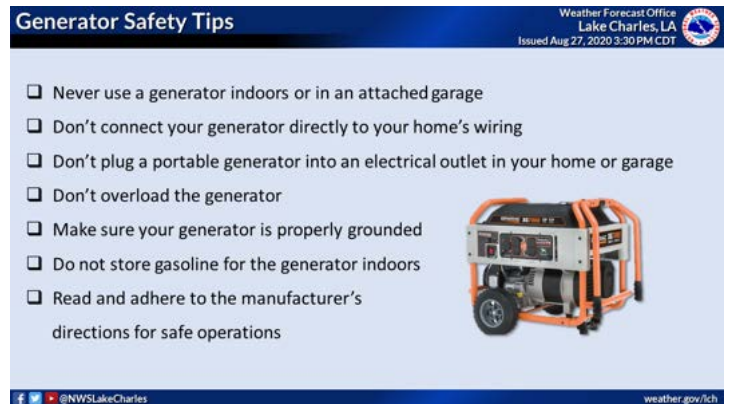 Generator Safety Tips
Weather Forecast Office
Lake Charles, LA
Issued Aug 27, 2020 3:30 PM CDT
Never use a generator indoors or in an attached garage
Don't connect your generator directly to your home's wiring
Don't plug a portable generator into an electrical outlet in your home or garage
Don't overload the generator
Make sure your generator is properly grounded
Do not store gasoline for the generator indoors
Read and adhere to the manufacturer's
directions for safe operations
@NWSLakeCharles
weather.gov/lch